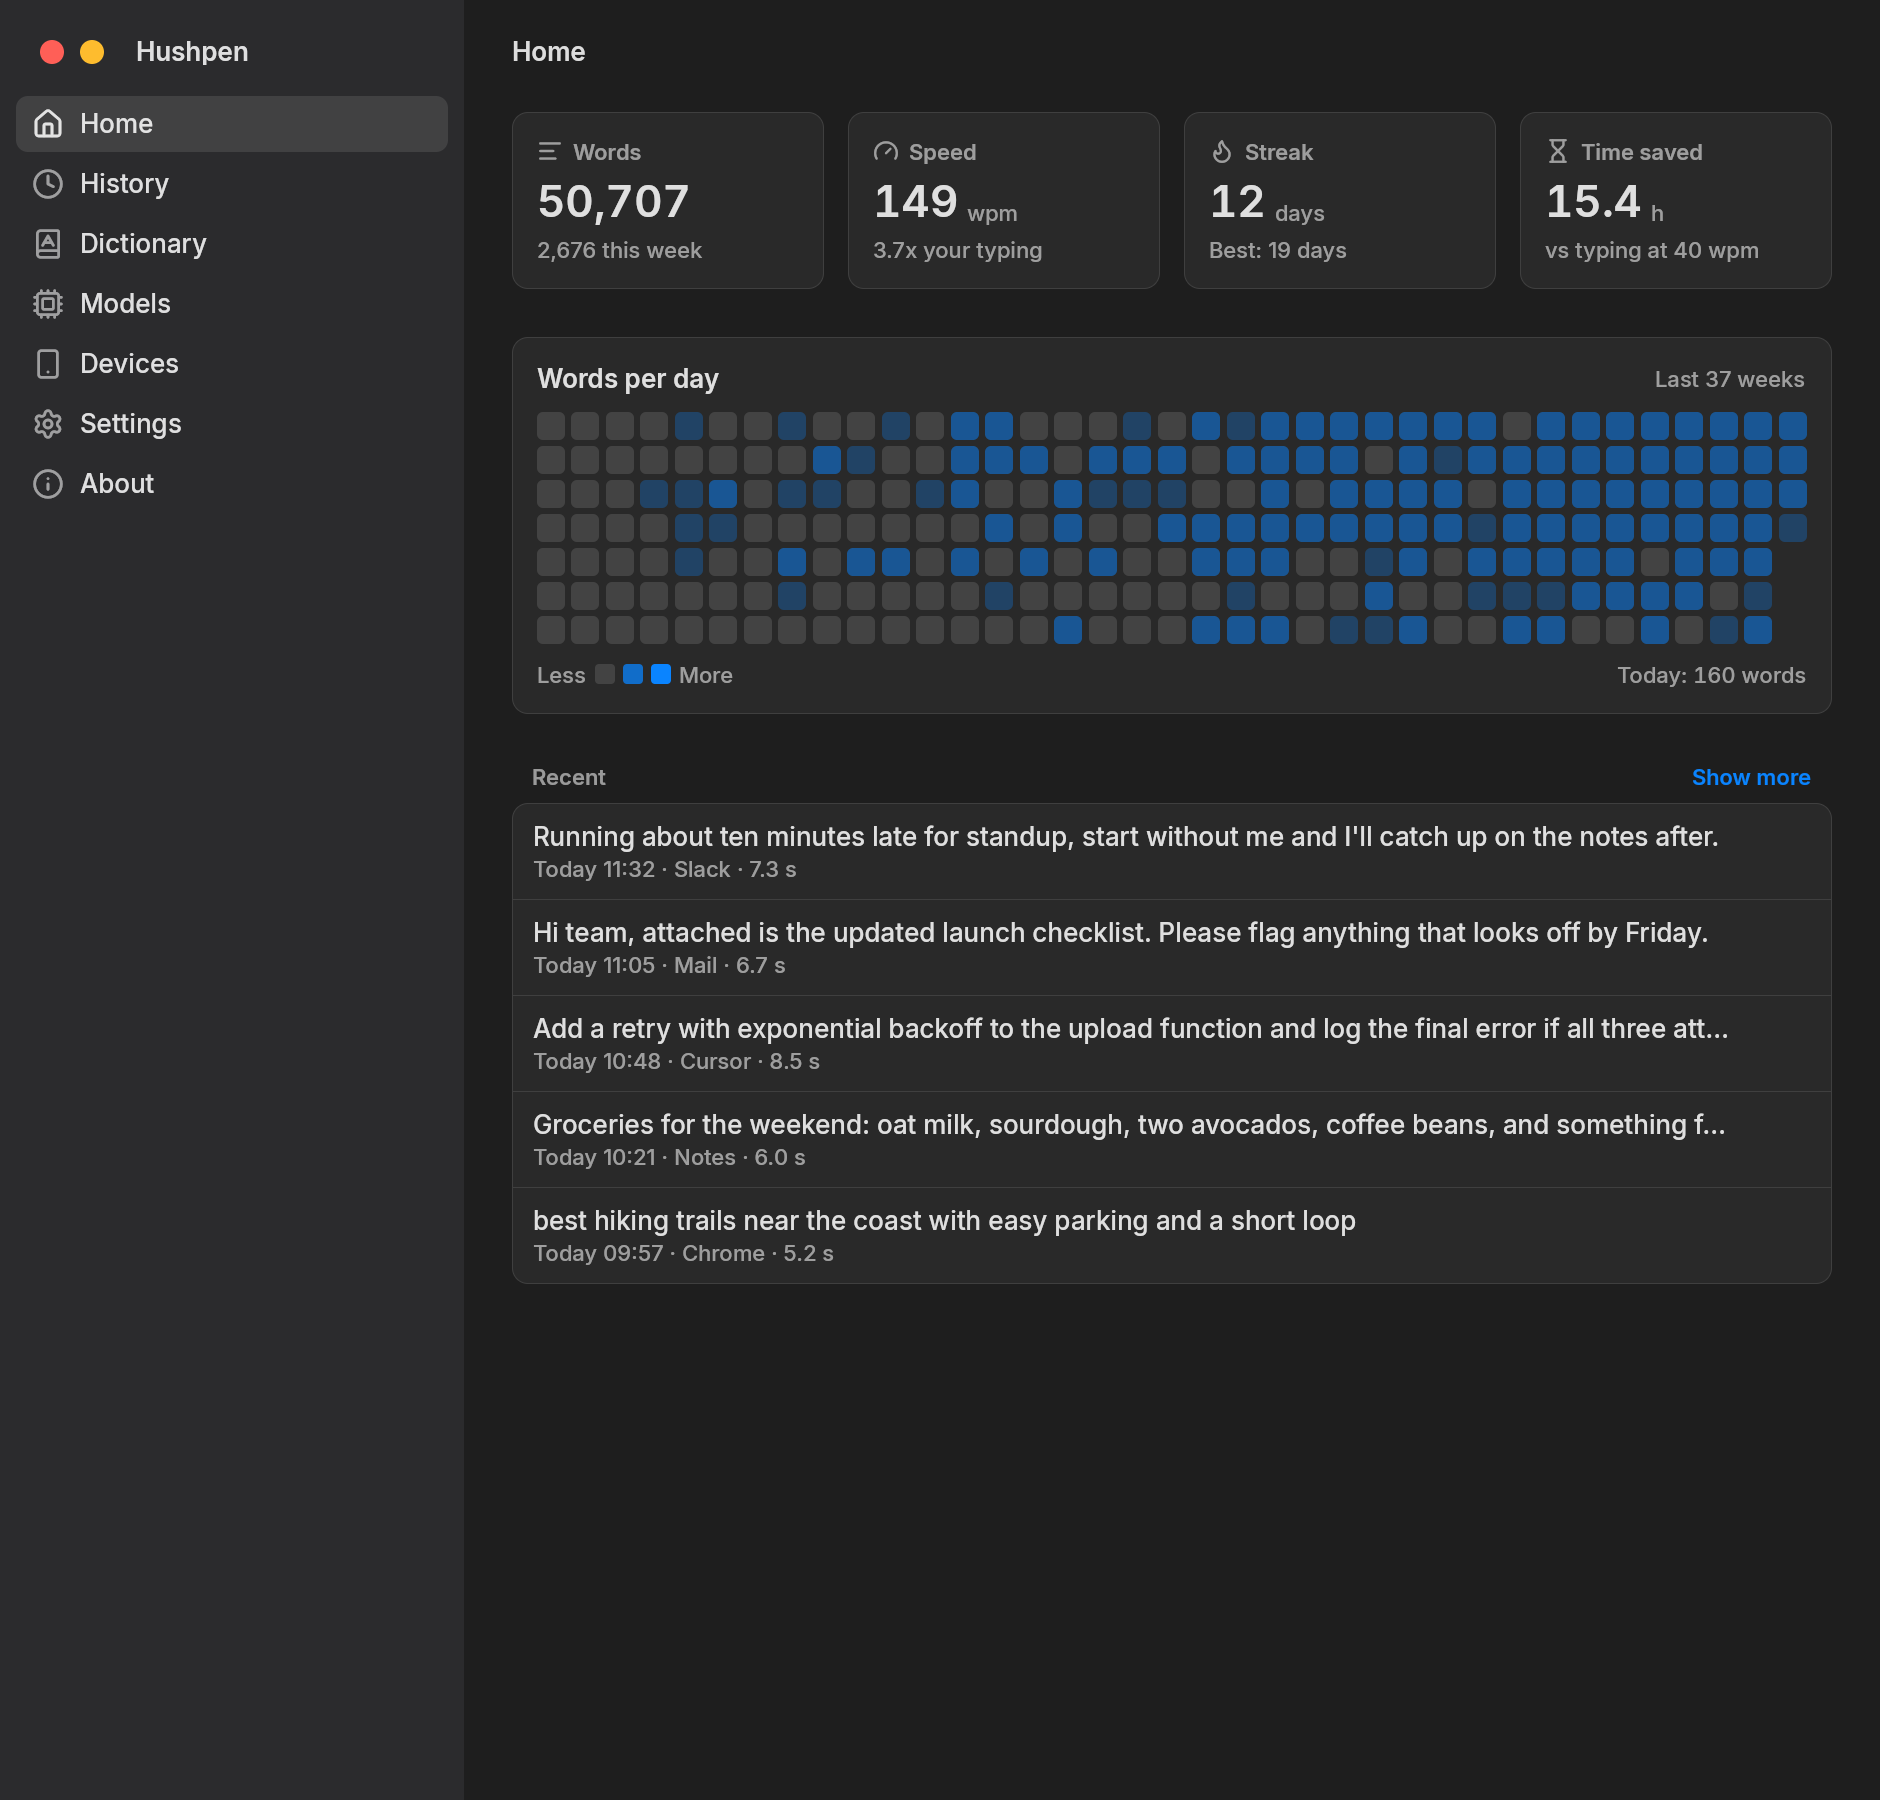 Hushpen
Home
History
Dictionary
Models
Devices
Settings
About
Home
Words
50,707
2,676 this week
Speed
149 wpm
3.7x your typing
Streak
12 days
Best: 19 days
Time saved
15.4 h
vs typing at 40 wpm
Words per day
Last 37 weeks
Less More
Today: 160 words
Recent
Show more
Running about ten minutes late for standup, start without me and I'll catch up on the notes after.
Today 11:32 · Slack · 7.3 s
Hi team, attached is the updated launch checklist. Please flag anything that looks off by Friday.
Today 11:05 · Mail · 6.7 s
Add a retry with exponential backoff to the upload function and log the final error if all three att...
Today 10:48 · Cursor · 8.5 s
Groceries for the weekend: oat milk, sourdough, two avocados, coffee beans, and something f...
Today 10:21 · Notes · 6.0 s
best hiking trails near the coast with easy parking and a short loop
Today 09:57 · Chrome · 5.2 s